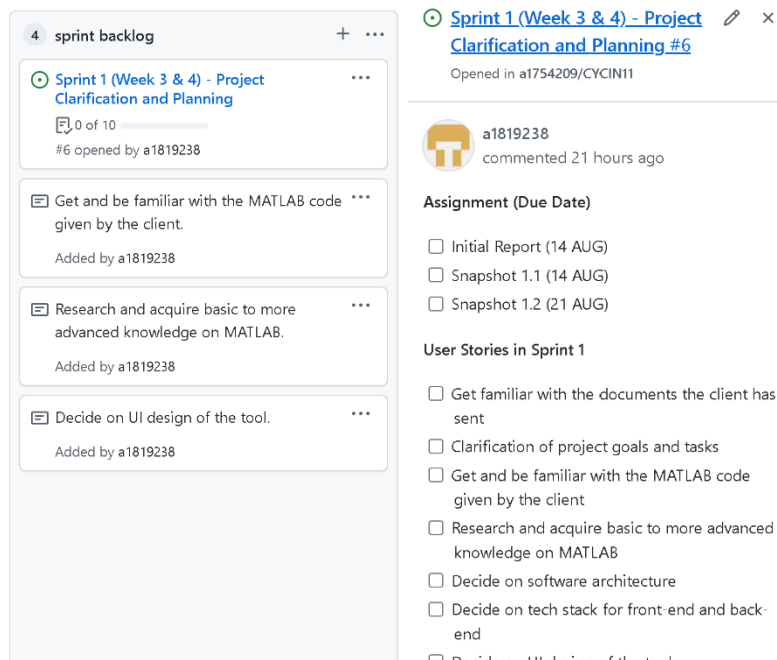 4 sprint backlog
Sprint 1 (Week 3 & 4) - Project
Clarification and Planning
0 of 10
#6 opened by a1819238
Get and be familiar with the MATLAB code
given by the client.
Added by a1819238
Research and acquire basic to more
advanced knowledge on MATLAB.
Added by a1819238
Decide on UI design of the tool.
Added by a1819238
Sprint 1 (Week 3 & 4) - Project
Clarification and Planning #6
Opened in a1754209/CYCIN11
a1819238
commented 21 hours ago
Assignment (Due Date)
Initial Report (14 AUG)
Snapshot 1.1 (14 AUG)
Snapshot 1.2 (21 AUG)
User Stories in Sprint 1
Get familiar with the documents the client has
sent
Clarification of project goals and tasks
Get and be familiar with the MATLAB code
given by the client
Research and acquire basic to more advanced
knowledge on MATLAB
Decide on software architecture
Decide on tech stack for front-end and back-
end
Decide on UI design of the tool